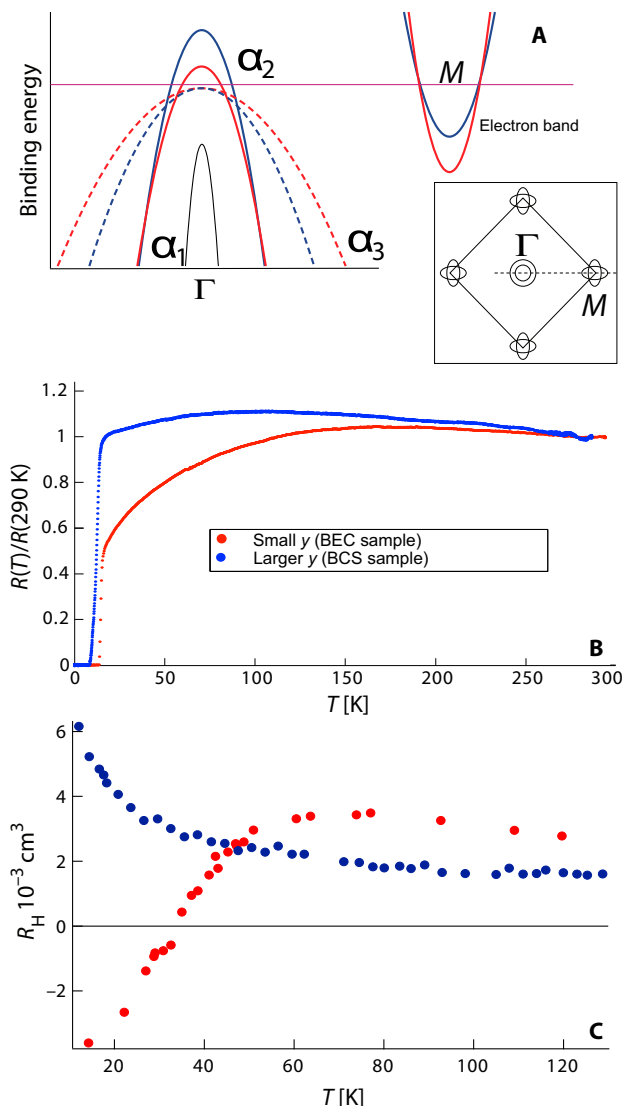 A
α2
M
Electron band
Binding energy
α1
α3
Γ
Γ
M
1.2
1
0.8
0.6
0.4
1.2
0
R(T)/R(290 K)
Small y (BEC sample)
Larger y (BCS sample)
B
0
50
100
150
200
250
300
T [K]
6
4
2
0
−2
R_H 10⁻³ cm³
C
20
40
60
80
100
120
T [K]